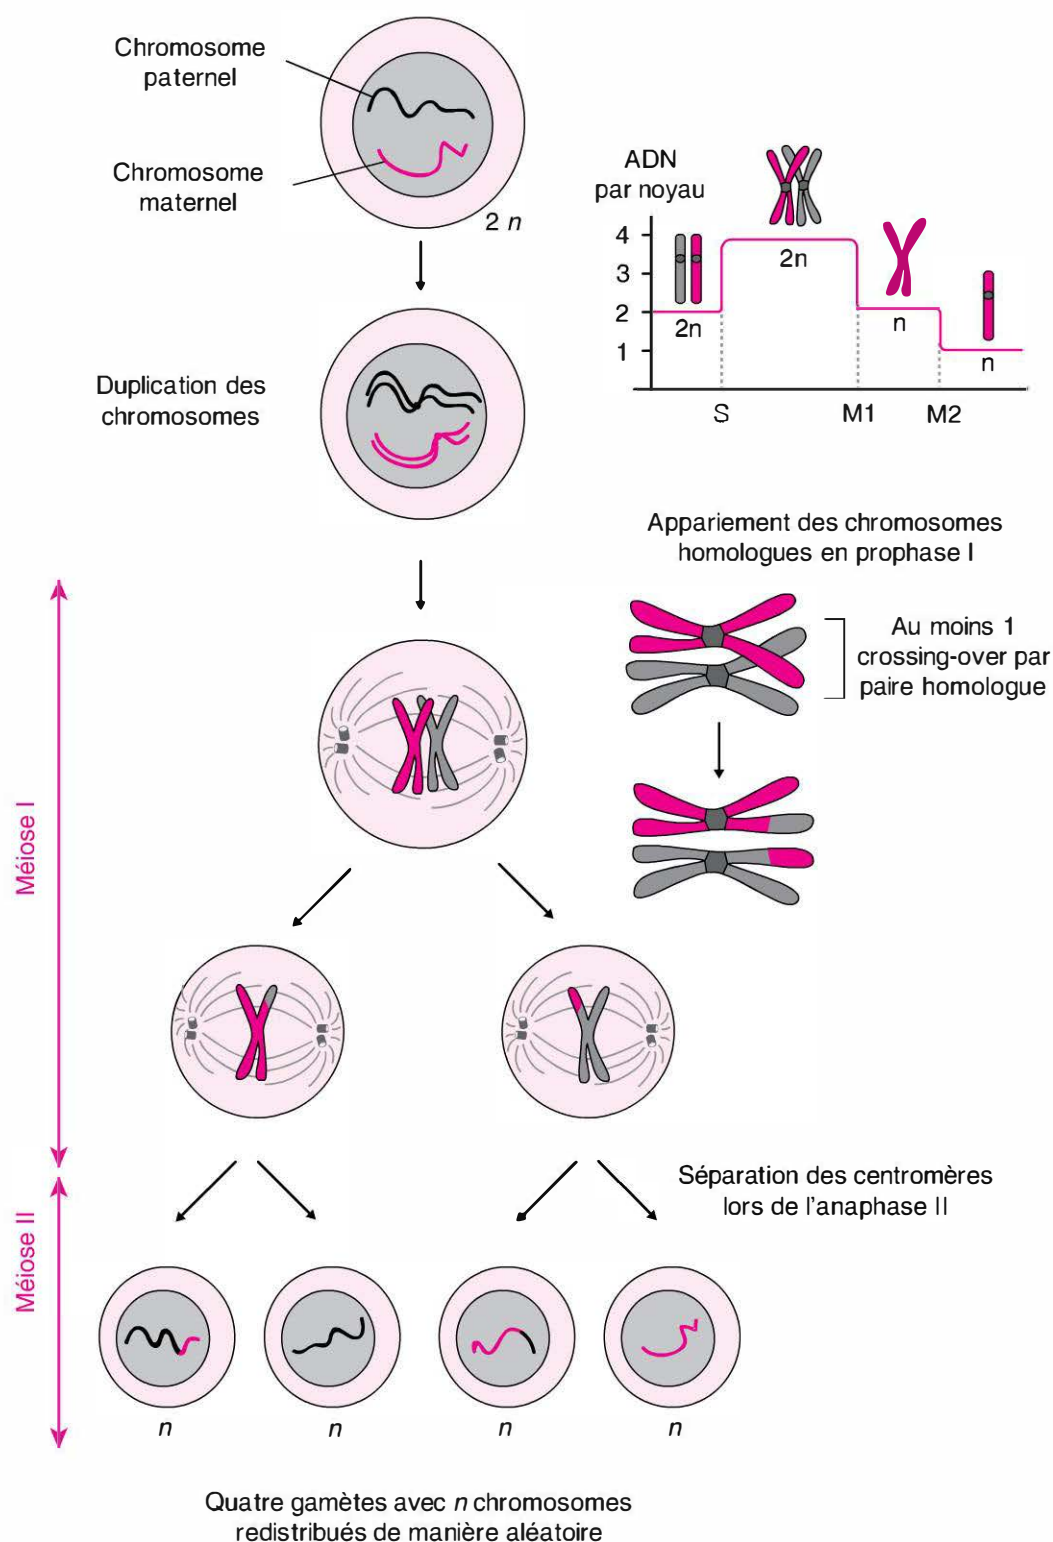 Chromosome
paternel
Chromosome
maternel
2 n
ADN
par noyau
4
3
2
1
2n
2n
n
n
S
M1
M2
Duplication des
chromosomes
Appariement des chromosomes
homologues en prophase I
Au moins 1
crossing-over par
paire homologue
Méiose I
Séparation des centromères
lors de l'anaphase II
Méiose II
n
n
n
n
Quatre gamètes avec n chromosomes
redistribués de manière aléatoire